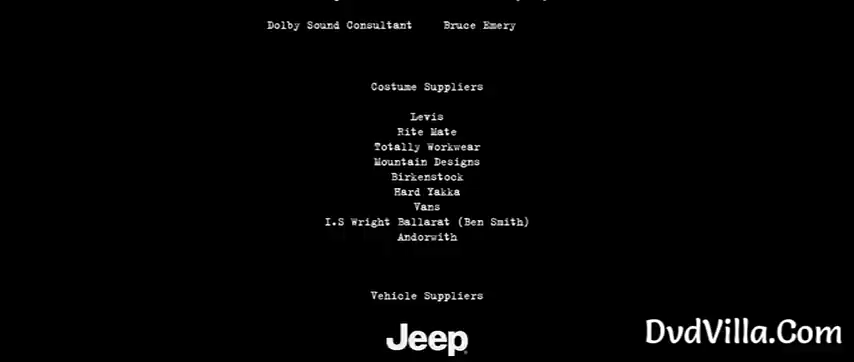 Dolby Sound Consultant Bruce Emery
Costume Suppliers
Levis
Rite Mate
Totally Workwear
Mountain Designs
Birkenstock
Hard Yakka
Vans
I.S Wright Ballarat (Ben Smith)
Andorwith
Vehicle Suppliers
Jeep
DvdVilla.Com